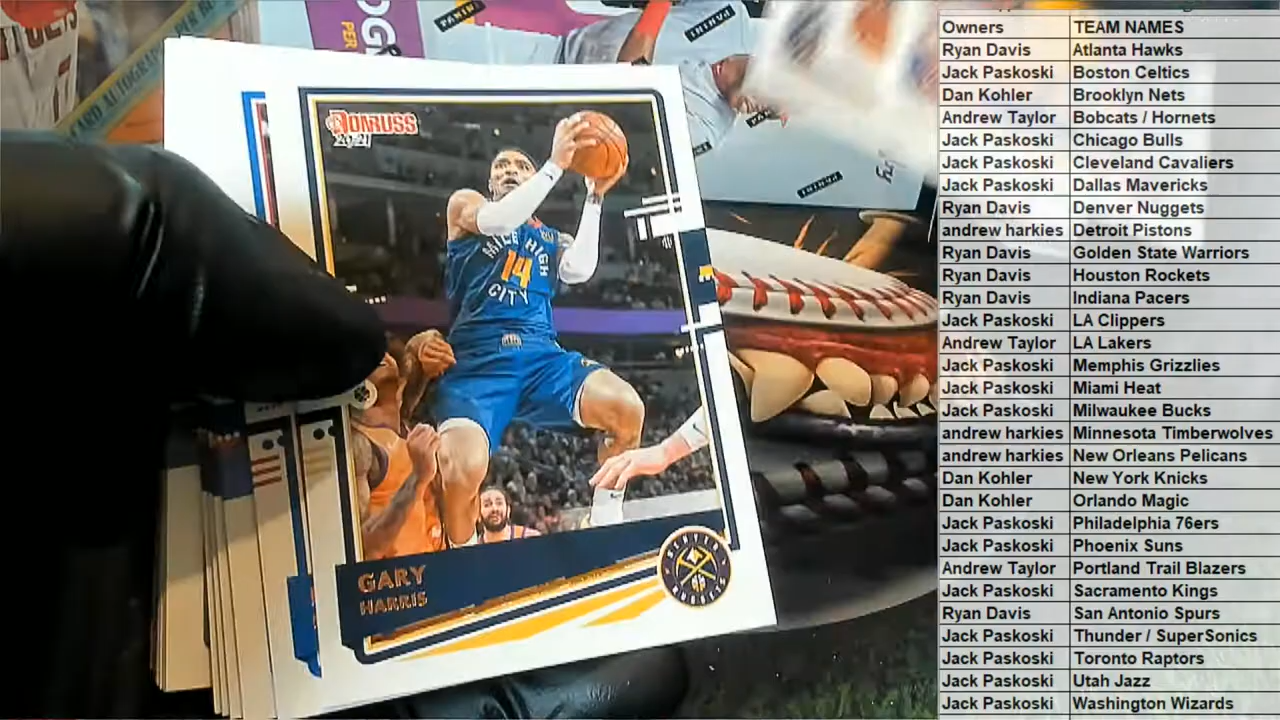 PANINI
PANINI
PANINI
CARD AUTOGRAPH
DONRUSS
2021
MILE HIGH
14
CITY
GARY
HARRIS
DENVER
NUGGETS
Owners TEAM NAMES
Ryan Davis Atlanta Hawks
Jack Paskoski Boston Celtics
Dan Kohler Brooklyn Nets
Andrew Taylor Bobcats / Hornets
Jack Paskoski Chicago Bulls
Jack Paskoski Cleveland Cavaliers
Jack Paskoski Dallas Mavericks
Ryan Davis Denver Nuggets
andrew harkies Detroit Pistons
Ryan Davis Golden State Warriors
Ryan Davis Houston Rockets
Ryan Davis Indiana Pacers
Jack Paskoski LA Clippers
Andrew Taylor LA Lakers
Jack Paskoski Memphis Grizzlies
Jack Paskoski Miami Heat
Jack Paskoski Milwaukee Bucks
andrew harkies Minnesota Timberwolves
andrew harkies New Orleans Pelicans
Dan Kohler New York Knicks
Dan Kohler Orlando Magic
Jack Paskoski Philadelphia 76ers
Jack Paskoski Phoenix Suns
Andrew Taylor Portland Trail Blazers
Jack Paskoski Sacramento Kings
Ryan Davis San Antonio Spurs
Jack Paskoski Thunder / SuperSonics
Jack Paskoski Toronto Raptors
Jack Paskoski Utah Jazz
Jack Paskoski Washington Wizards